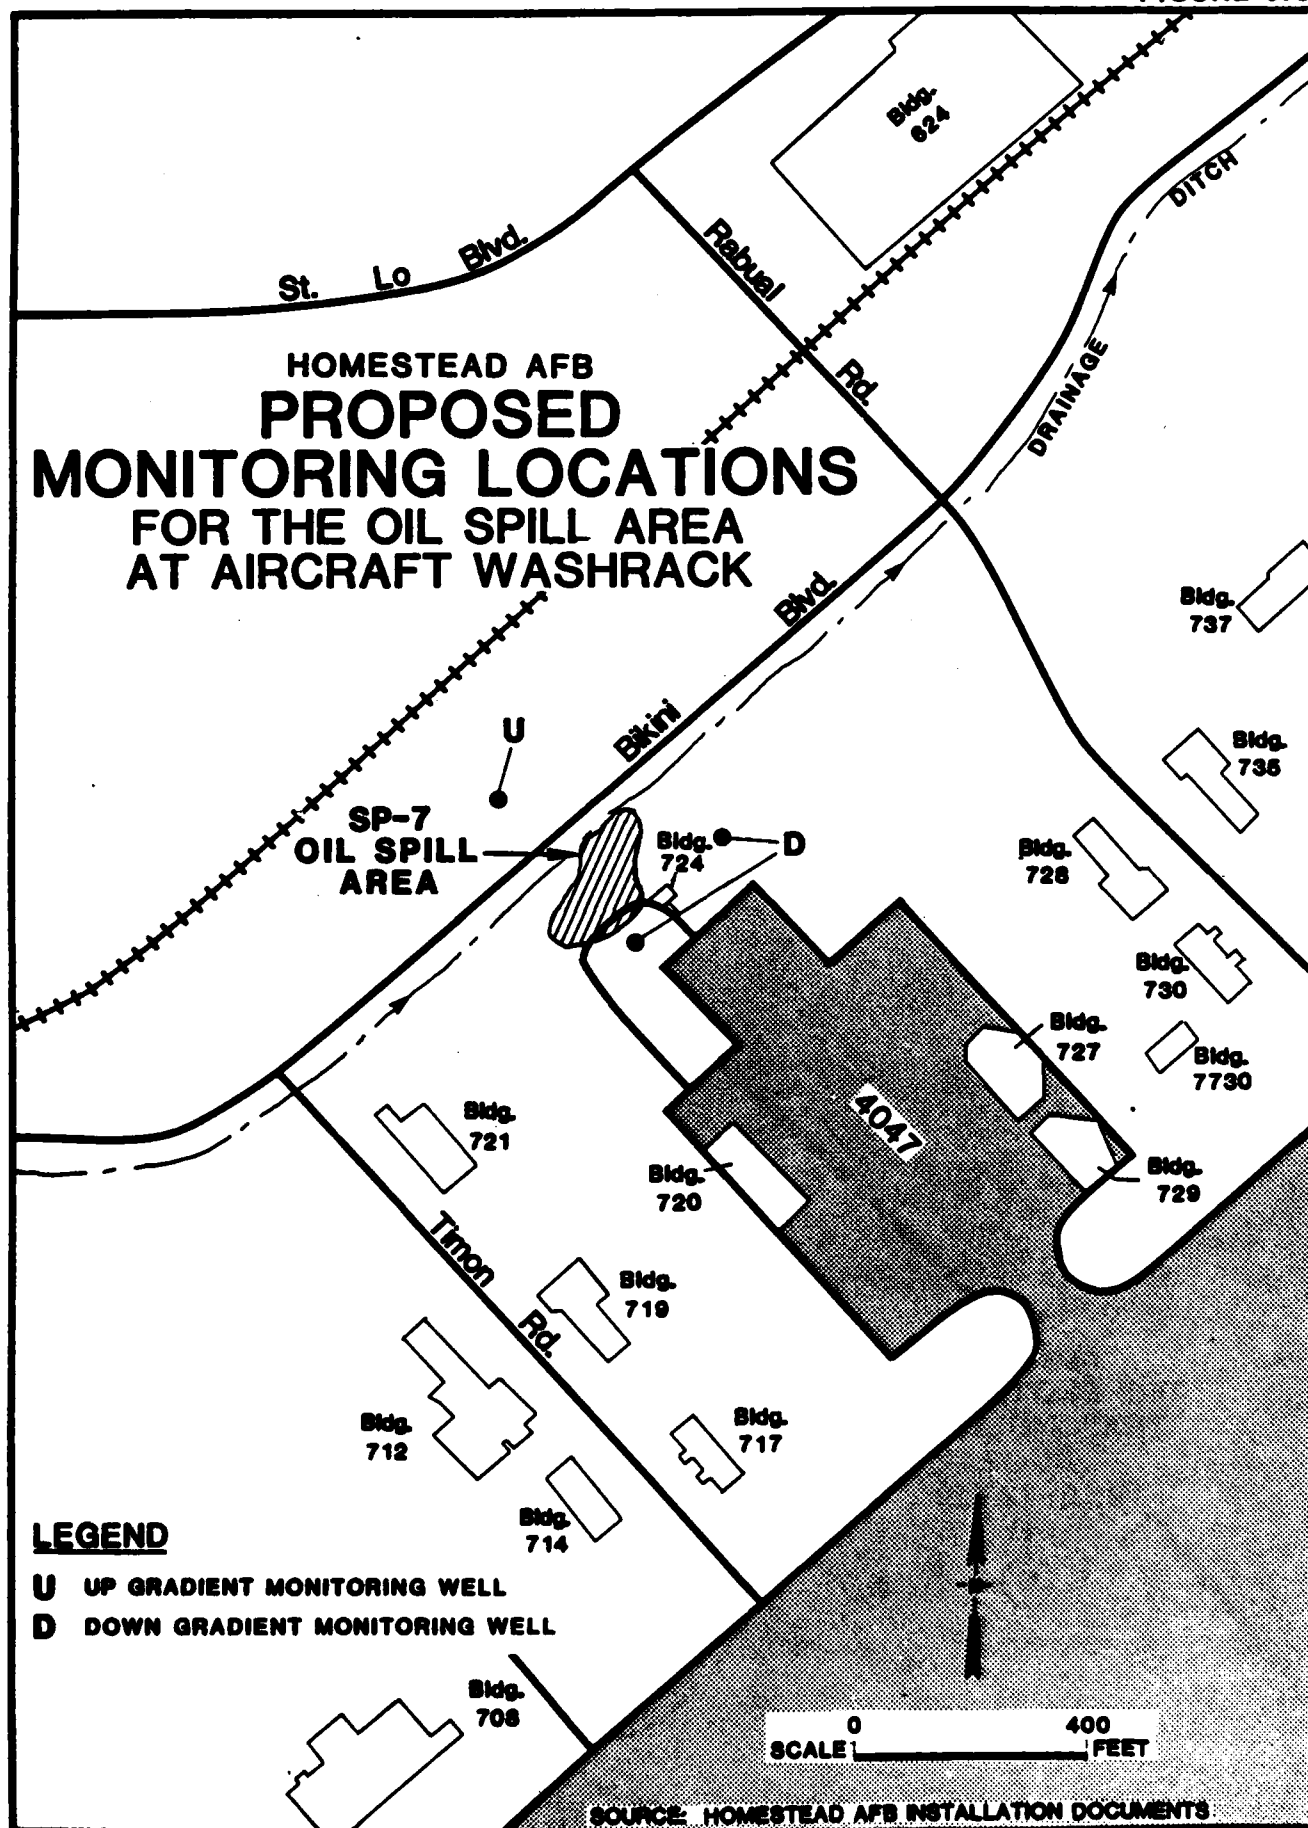 Bldg.
624
DITCH
Rabual
Rd.
St. Lo Blvd.
DRAINAGE
HOMESTEAD AFB
PROPOSED
MONITORING LOCATIONS
FOR THE OIL SPILL AREA
AT AIRCRAFT WASHRACK
Bikini Blvd.
Bldg.
737
U
Bldg.
735
SP-7
OIL SPILL
AREA
Bldg.
724
D
Bldg.
728
Bldg.
730
Bldg.
727
Bldg.
7730
4047
Bldg.
721
Bldg.
720
Bldg.
729
Timon
Rd.
Bldg.
719
Bldg.
712
Bldg.
717
Bldg.
714
LEGEND
U UP GRADIENT MONITORING WELL
D DOWN GRADIENT MONITORING WELL
Bldg.
708
0 400
SCALE FEET
SOURCE: HOMESTEAD AFB INSTALLATION DOCUMENTS